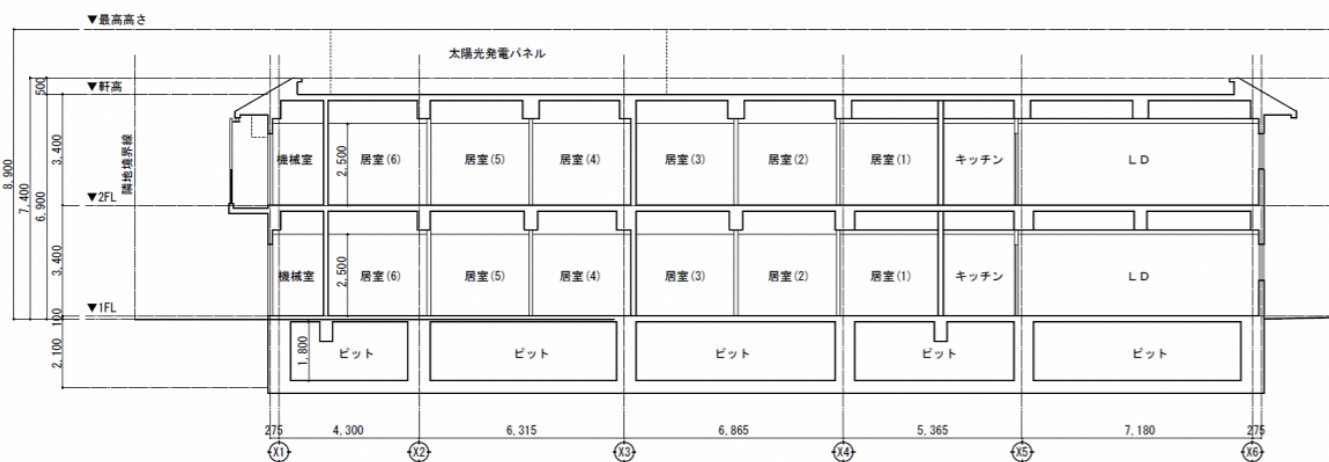 ▼最高高さ
太陽光発電パネル
▼軒高
隣地境界線
機械室 居室(6) 居室(5) 居室(4) 居室(3) 居室(2) 居室(1) キッチン LD
▼2FL
機械室 居室(6) 居室(5) 居室(4) 居室(3) 居室(2) 居室(1) キッチン LD
▼1FL
ピット ピット ピット ピット ピット
8,900
7,400
6,900
500
3,400
3,400
100
2,100
2,500
2,500
1,800
275 4,300 6,315 6,865 5,365 7,180 275
X1 X2 X3 X4 X5 X6